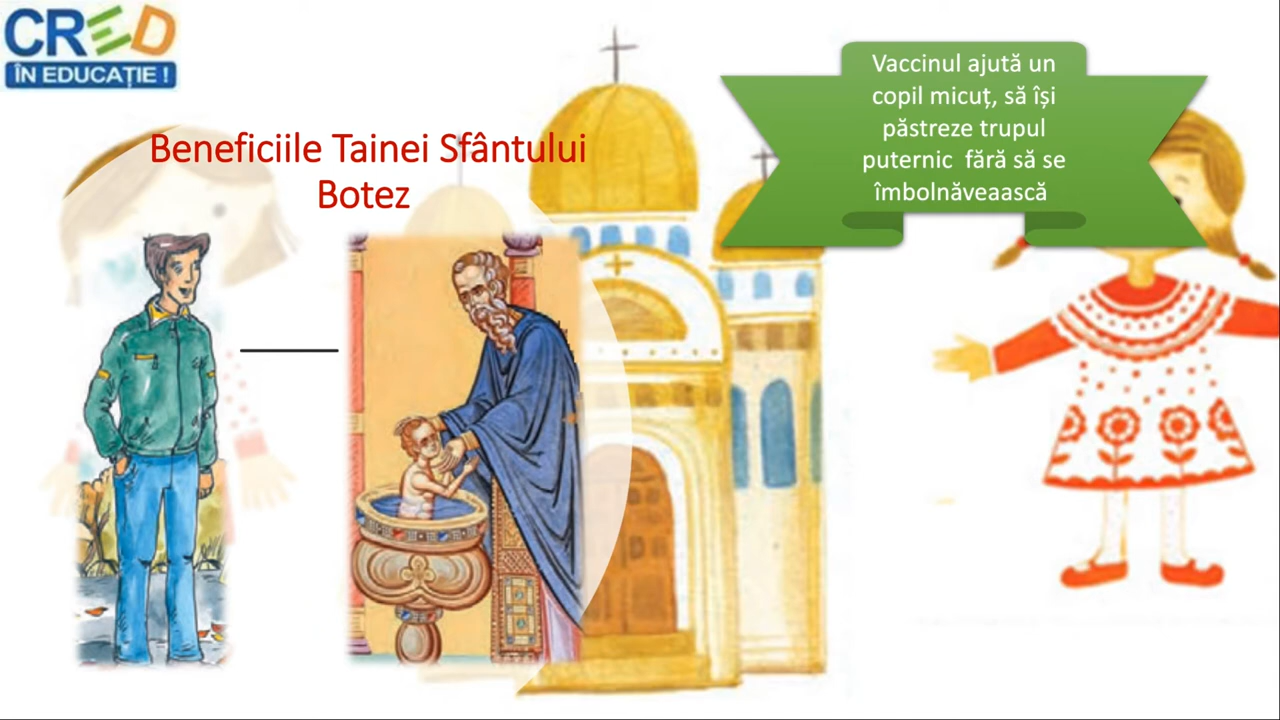 CRED
ÎN EDUCAȚIE !
Beneficiile Tainei Sfântului
Botez
Vaccinul ajută un
copil micuț, să își
păstreze trupul
puternic fără să se
îmbolnăveaască